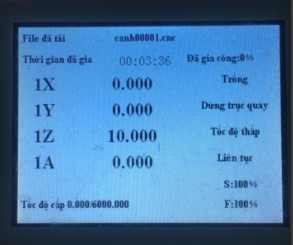 File đã tải canh00001.cnc
Thời gian đã gia 00:03:36 Đã gia công:0%
1X 0.000 Trống
1Y 0.000 Dừng trục quay
1Z 10.000 Tốc độ thấp
1A 0.000 Liên tục
S:100%
Tốc độ cấp 0.000/6000.000 F:100%